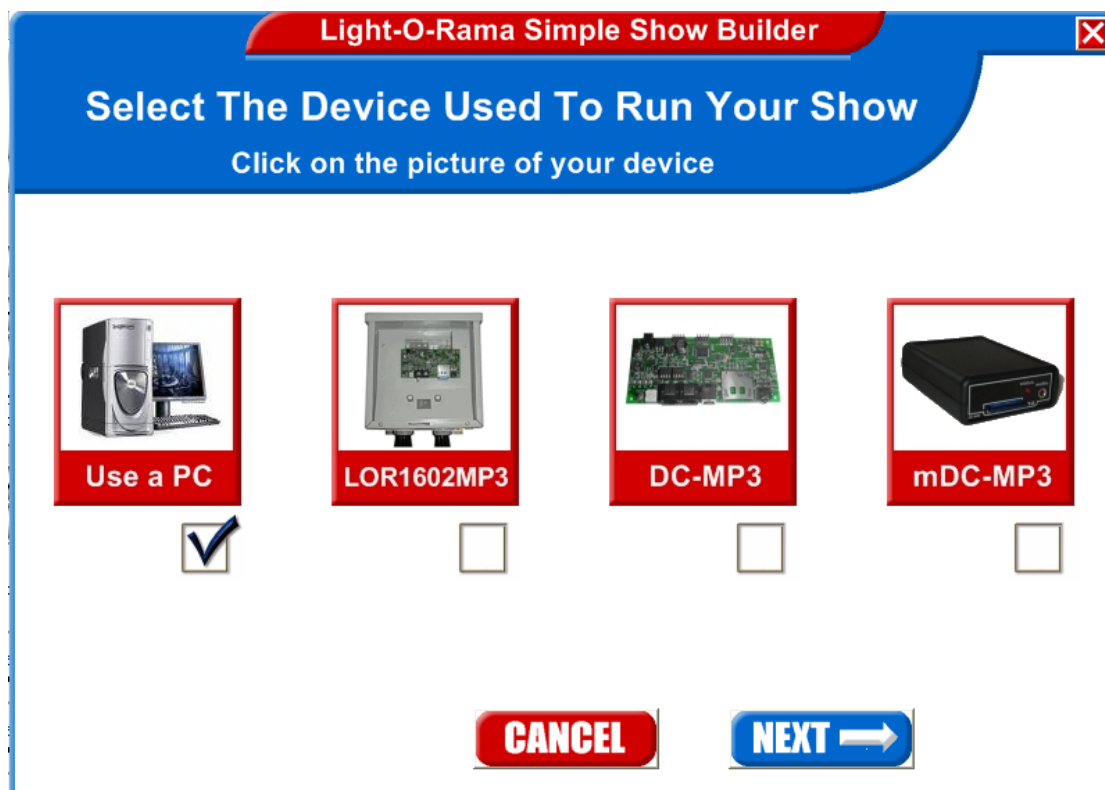 Light-O-Rama Simple Show Builder
Select The Device Used To Run Your Show
Click on the picture of your device
Use a PC
LOR1602MP3
DC-MP3
mDC-MP3
CANCEL
NEXT